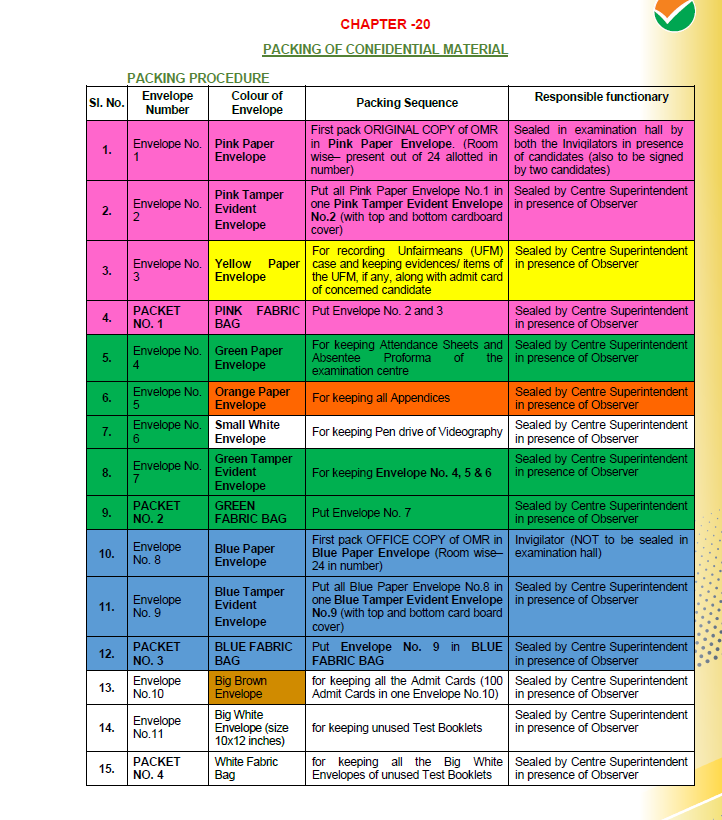 CHAPTER -20
PACKING OF CONFIDENTIAL MATERIAL
PACKING PROCEDURE
Sl. No.
Envelope
Number
Colour of
Envelope
Packing Sequence
Responsible functionary
1.
Envelope No.
1
Pink Paper
Envelope
First pack ORIGINAL COPY of OMR
in Pink Paper Envelope. (Room
wise– present out of 24 allotted in
number)
Sealed in examination hall by
both the Invigilators in presence
of candidates (also to be signed
by two candidates)
2.
Envelope No.
2
Pink Tamper
Evident
Envelope
Put all Pink Paper Envelope No.1 in
one Pink Tamper Evident Envelope
No.2 (with top and bottom cardboard
cover)
Sealed by Centre Superintendent
in presence of Observer
3.
Envelope No.
3
Yellow Paper
Envelope
For recording Unfairmeans (UFM)
case and keeping evidences/ items of
the UFM, if any, along with admit card
of concerned candidate
Sealed by Centre Superintendent
in presence of Observer
4.
PACKET
NO. 1
PINK FABRIC
BAG
Put Envelope No. 2 and 3
Sealed by Centre Superintendent
in presence of Observer
5.
Envelope No.
4
Green Paper
Envelope
For keeping Attendance Sheets and
Absentee Proforma of the
examination centre
Sealed by Centre Superintendent
in presence of Observer
6.
Envelope No.
5
Orange Paper
Envelope
For keeping all Appendices
Sealed by Centre Superintendent
in presence of Observer
7.
Envelope No.
6
Small White
Envelope
For keeping Pen drive of Videography
Sealed by Centre Superintendent
in presence of Observer
8.
Envelope No.
7
Green Tamper
Evident
Envelope
For keeping Envelope No. 4, 5 & 6
Sealed by Centre Superintendent
in presence of Observer
9.
PACKET
NO. 2
GREEN
FABRIC BAG
Put Envelope No. 7
Sealed by Centre Superintendent
in presence of Observer
10.
Envelope
No. 8
Blue Paper
Envelope
First pack OFFICE COPY of OMR in
Blue Paper Envelope (Room wise–
24 in number)
Invigilator (NOT to be sealed in
examination hall)
11.
Envelope
No. 9
Blue Tamper
Evident
Envelope
Put all Blue Paper Envelope No.8 in
one Blue Tamper Evident Envelope
No.9 (with top and bottom card board
cover)
Sealed by Centre Superintendent
in presence of Observer
12.
PACKET
NO. 3
BLUE FABRIC
BAG
Put Envelope No. 9 in BLUE
FABRIC BAG
Sealed by Centre Superintendent
in presence of Observer
13.
Envelope
No.10
Big Brown
Envelope
for keeping all the Admit Cards (100
Admit Cards in one Envelope No.10)
Sealed by Centre Superintendent
in presence of Observer
14.
Envelope
No.11
Big White
Envelope (size
10x12 inches)
for keeping unused Test Booklets
Sealed by Centre Superintendent
in presence of Observer
15.
PACKET
NO. 4
White Fabric
Bag
for keeping all the Big White
Envelopes of unused Test Booklets
Sealed by Centre Superintendent
in presence of Observer